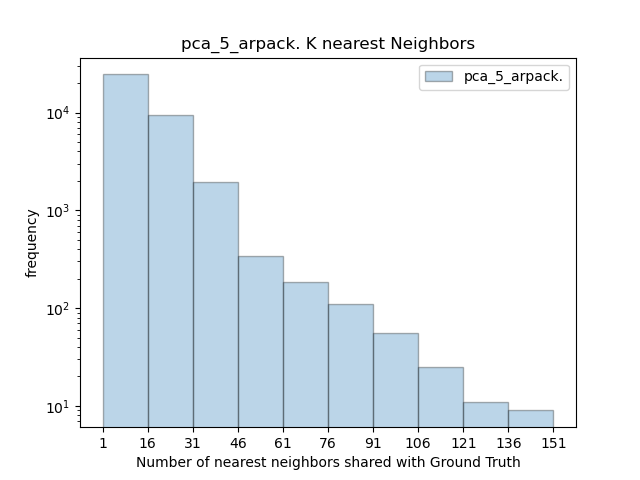 pca_5_arpack. K nearest Neighbors
pca_5_arpack.
frequency
10^4
10^3
10^2
10^1
1 16 31 46 61 76 91 106 121 136 151
Number of nearest neighbors shared with Ground Truth